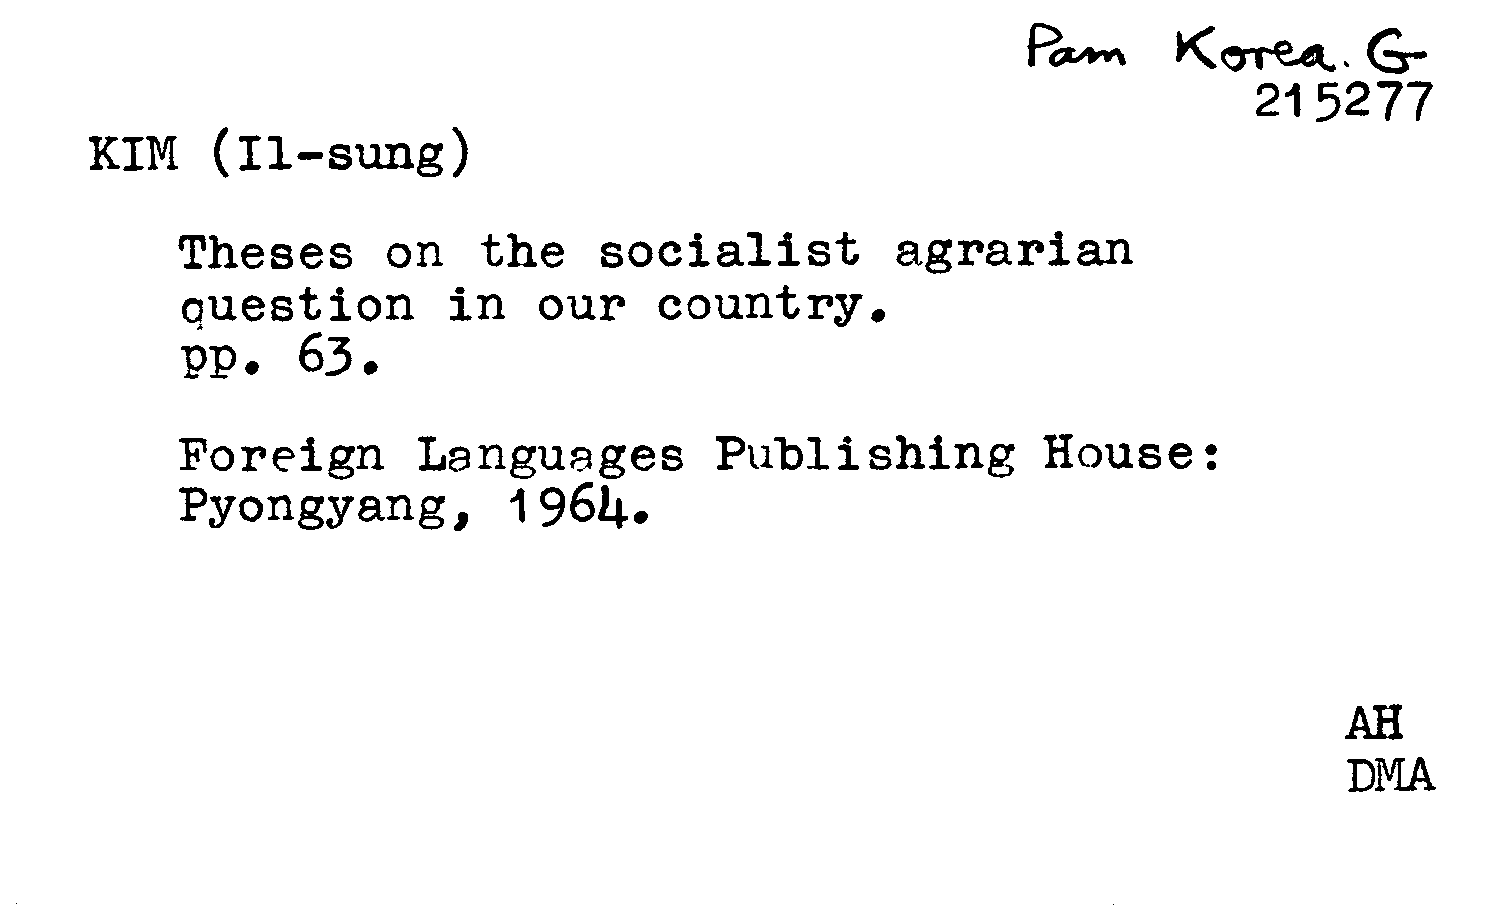 Pam Korea. G
215277
KIM (Il-sung)
Theses on the socialist agrarian
question in our country.
pp. 63.
Foreign Languages Publishing House:
Pyongyang, 1964.
AH
DMA